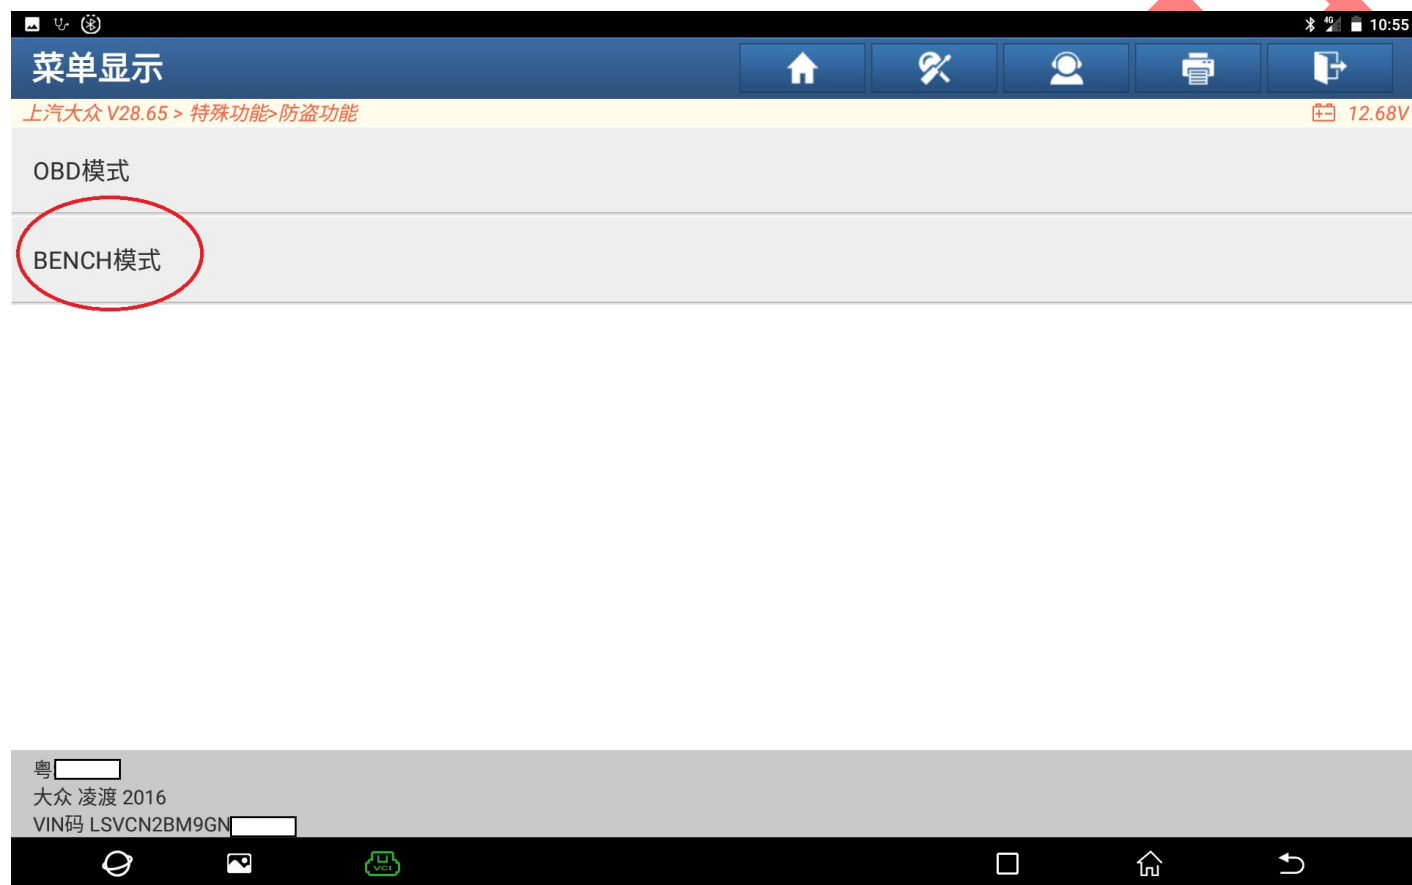 4G 10:55
菜单显示
上汽大众 V28.65 > 特殊功能>防盗功能 12.68V
OBD模式
BENCH模式
粤
大众 凌渡 2016
VIN码 LSVCN2BM9GN
VCI